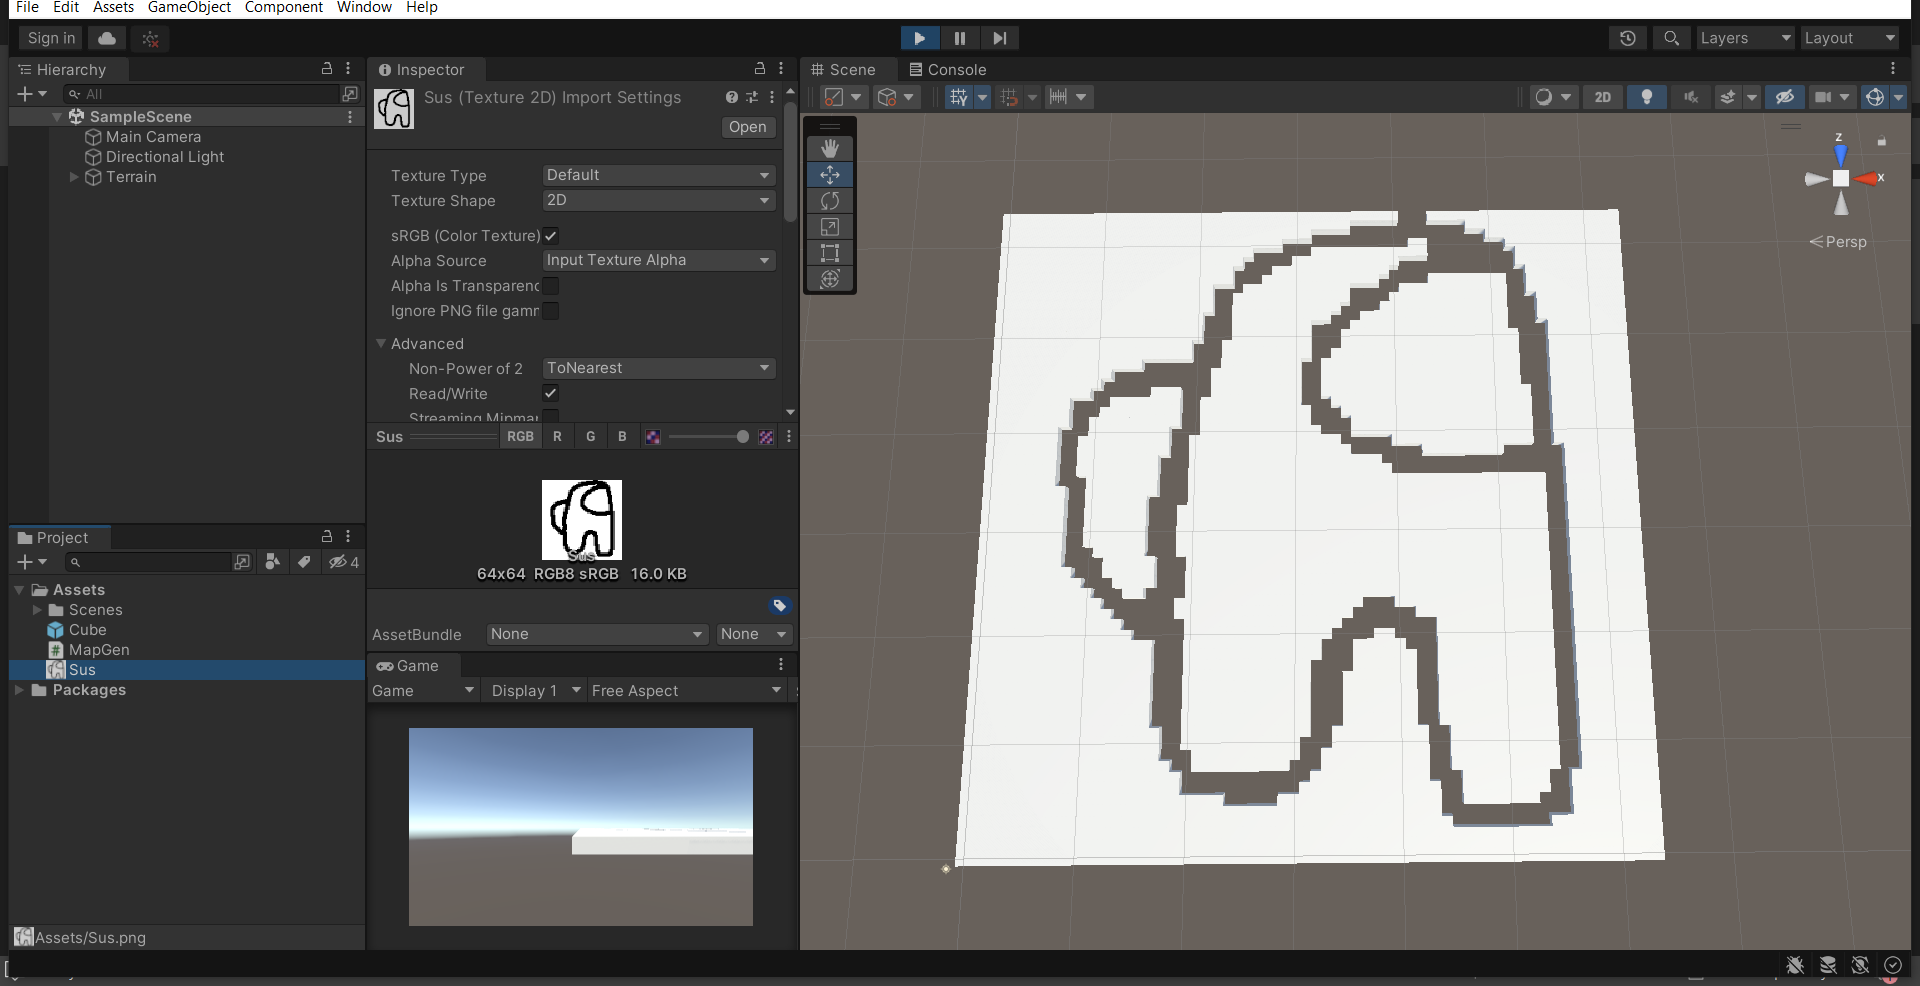 File Edit Assets GameObject Component Window Help
Sign in
Layers
Layout
Hierarchy
All
SampleScene
Main Camera
Directional Light
Terrain
Inspector
Sus (Texture 2D) Import Settings
Open
Texture Type Default
Texture Shape 2D
sRGB (Color Texture)
Alpha Source Input Texture Alpha
Alpha Is Transparenc
Ignore PNG file gamm
Advanced
Non-Power of 2 ToNearest
Read/Write
Streaming Mipma
Sus RGB R G B
Sus
64x64 RGB8 sRGB 16.0 KB
AssetBundle None None
Game
Game Display 1 Free Aspect
Scene Console
2D
z
x
Persp
Project
4
Assets
Scenes
Cube
MapGen
Sus
Packages
Assets/Sus.png